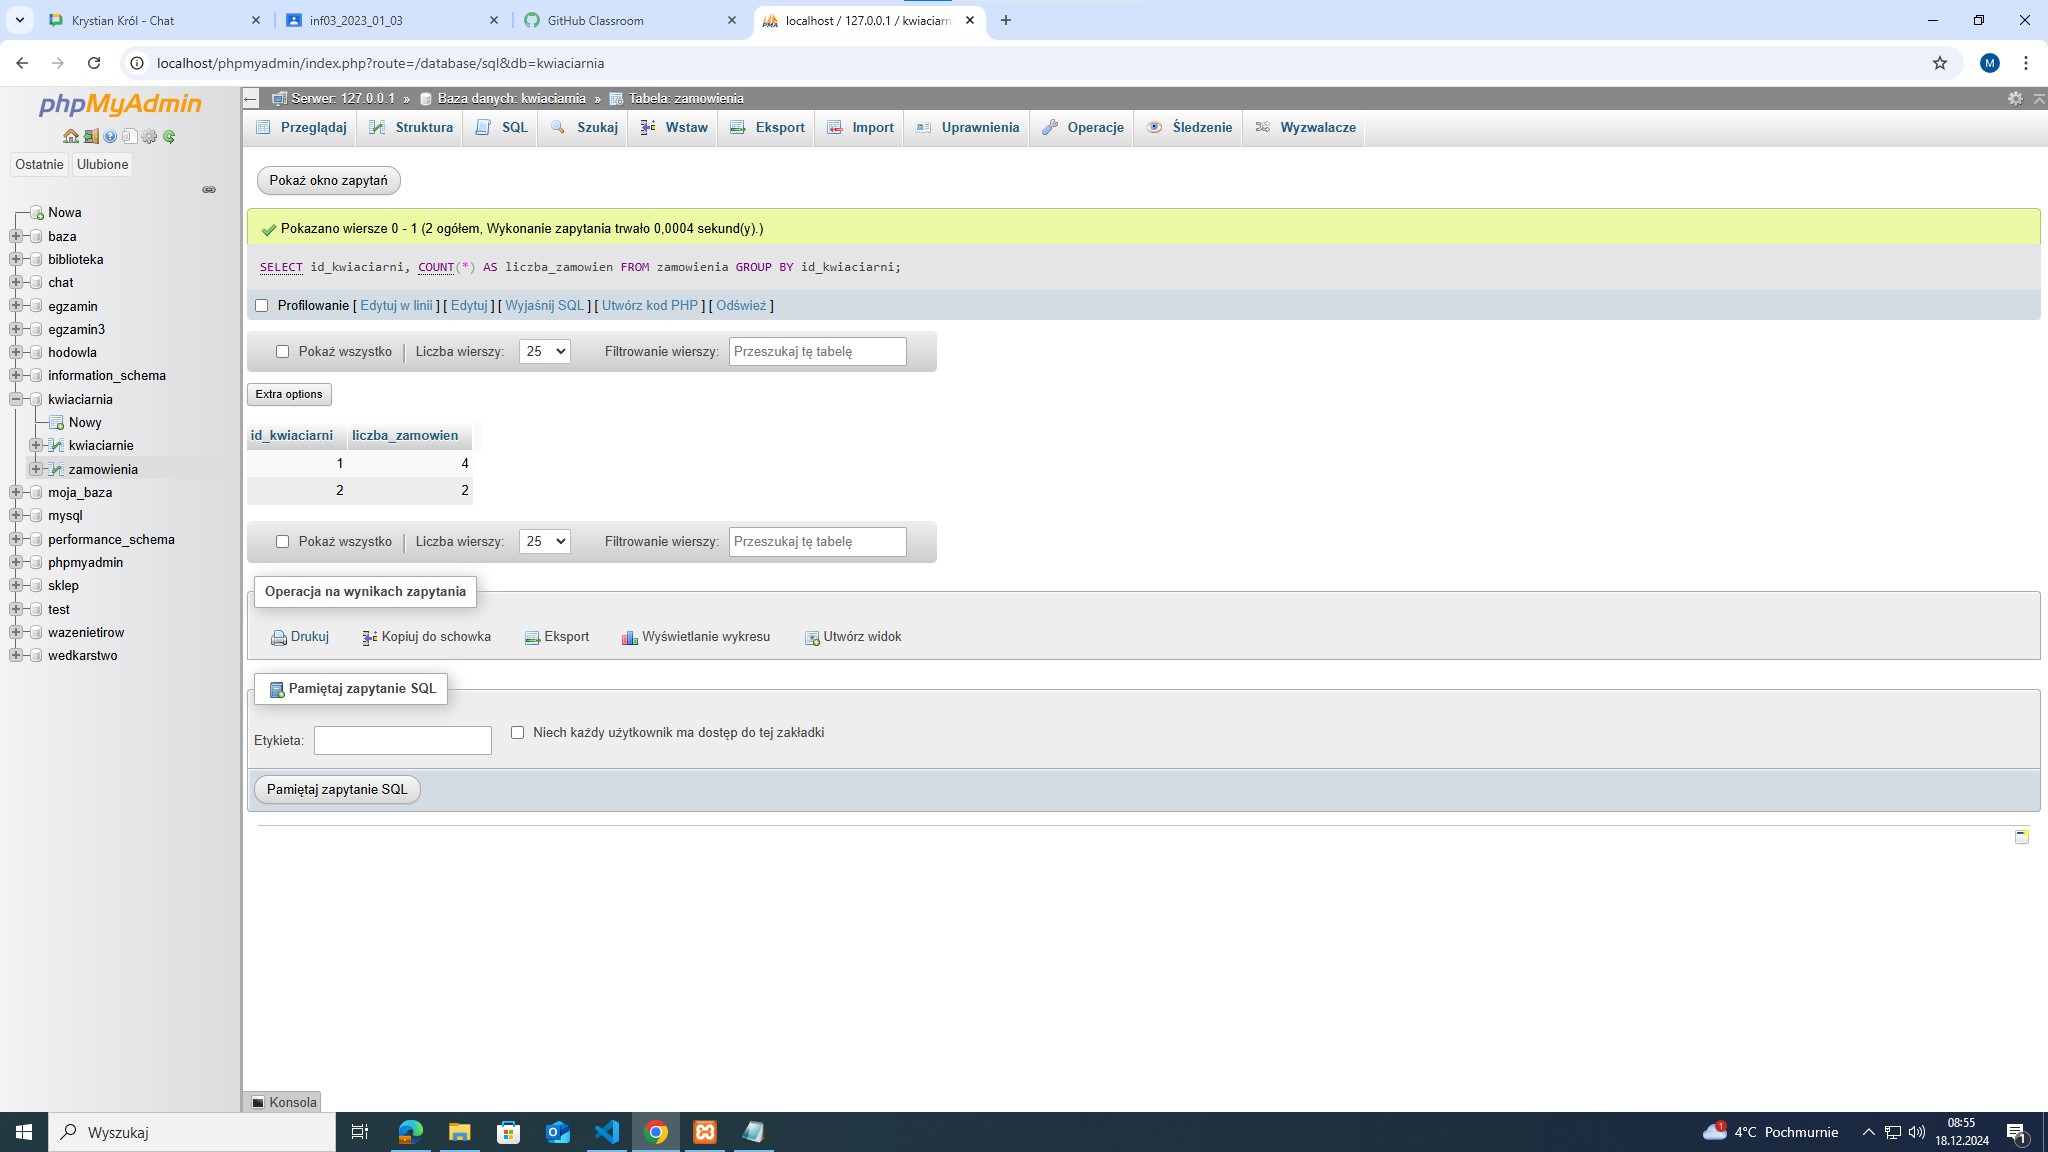 Krystian Król - Chat
inf03_2023_01_03
GitHub Classroom
localhost / 127.0.0.1 / kwiaciarn
localhost/phpmyadmin/index.php?route=/database/sql&db=kwiaciarnia
M
phpMyAdmin
Ostatnie
Ulubione
Nowa
baza
biblioteka
chat
egzamin
egzamin3
hodowla
information_schema
kwiaciarnia
Nowy
kwiaciarnie
zamowienia
moja_baza
mysql
performance_schema
phpmyadmin
sklep
test
wazenietirow
wedkarstwo
Serwer: 127.0.0.1 » Baza danych: kwiaciarnia » Tabela: zamowienia
Przeglądaj Struktura SQL Szukaj Wstaw Eksport Import Uprawnienia Operacje Śledzenie Wyzwalacze
Pokaż okno zapytań
Pokazano wiersze 0 - 1 (2 ogółem, Wykonanie zapytania trwało 0,0004 sekund(y).)
SELECT id_kwiaciarni, COUNT(*) AS liczba_zamowien FROM zamowienia GROUP BY id_kwiaciarni;
Profilowanie [ Edytuj w linii ] [ Edytuj ] [ Wyjaśnij SQL ] [ Utwórz kod PHP ] [ Odśwież ]
Pokaż wszystko | Liczba wierszy: 25 Filtrowanie wierszy: Przeszukaj tę tabelę
Extra options
id_kwiaciarni liczba_zamowien
1 4
2 2
Pokaż wszystko | Liczba wierszy: 25 Filtrowanie wierszy: Przeszukaj tę tabelę
Operacja na wynikach zapytania
Drukuj Kopiuj do schowka Eksport Wyświetlanie wykresu Utwórz widok
Pamiętaj zapytanie SQL
Etykieta: Niech każdy użytkownik ma dostęp do tej zakładki
Pamiętaj zapytanie SQL
Konsola
Wyszukaj
1
4°C Pochmurnie
08:55
18.12.2024
1